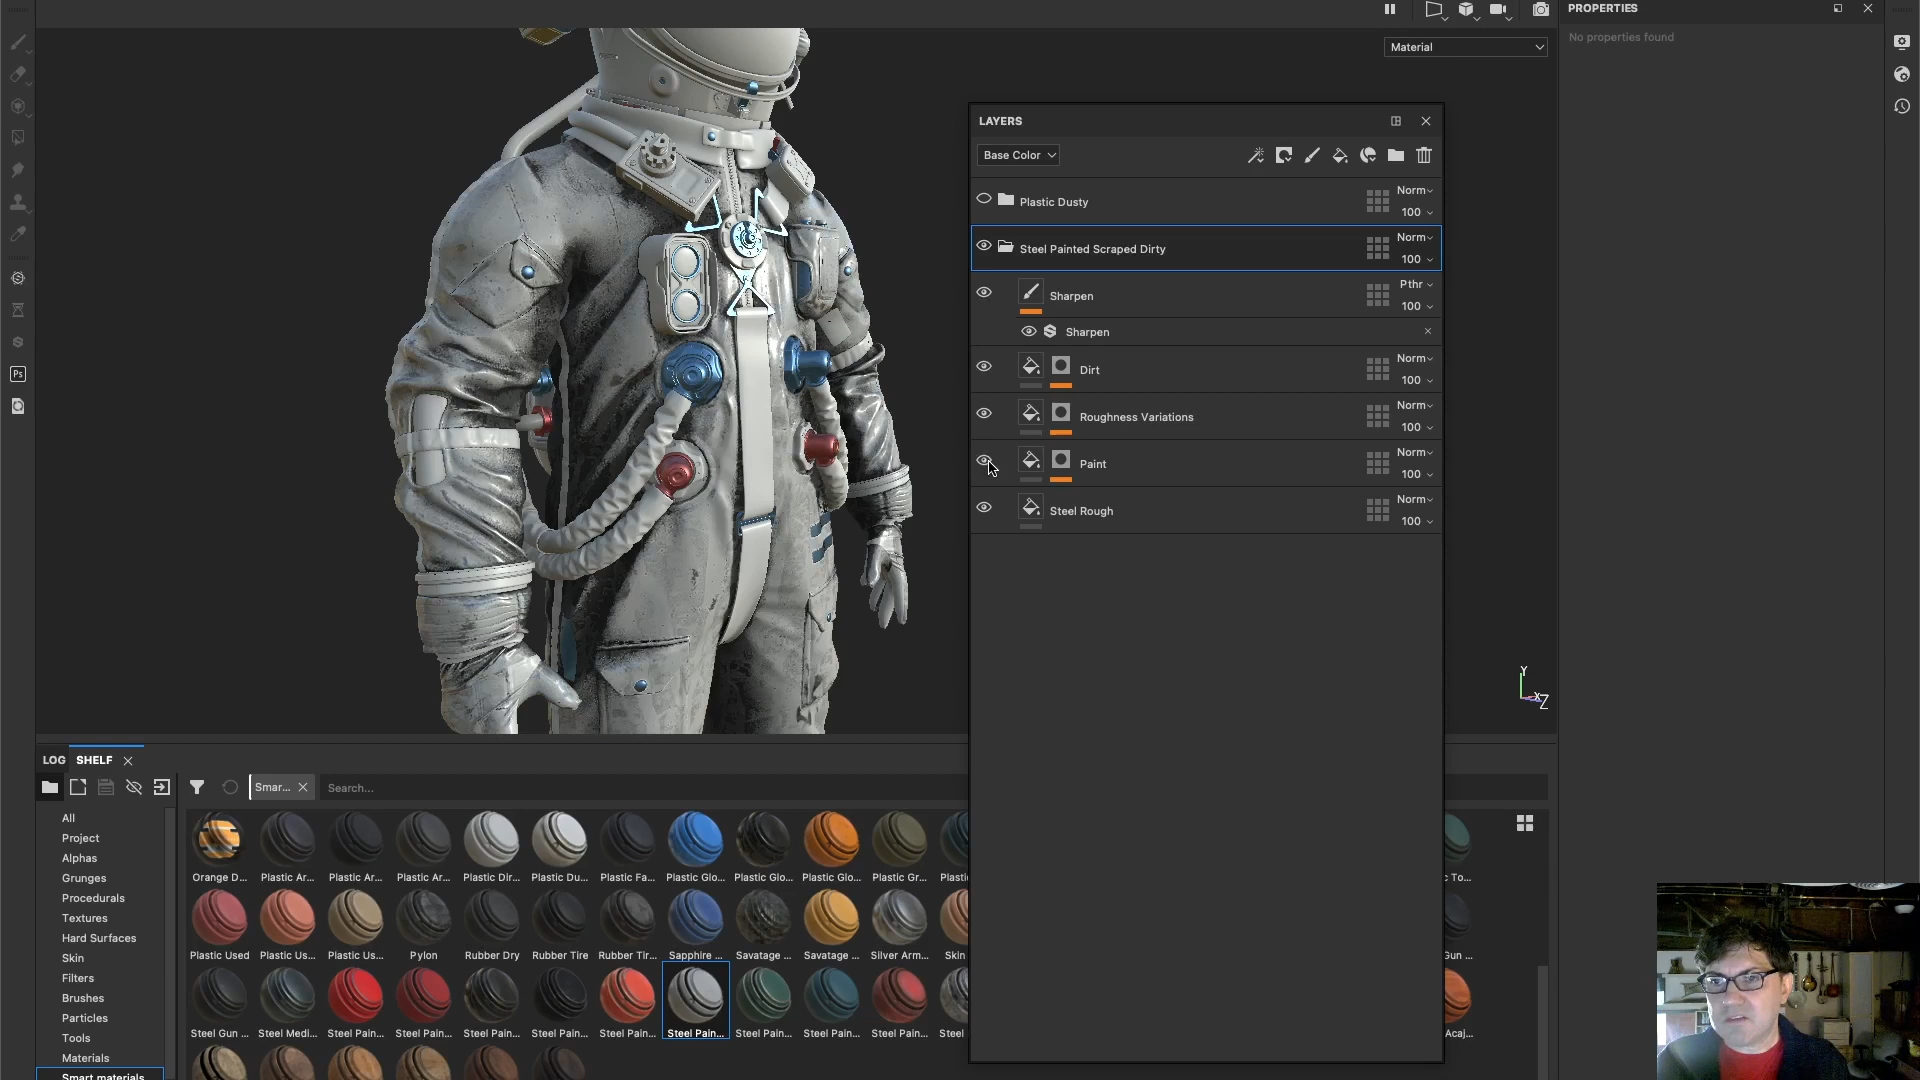 PROPERTIES
No properties found
Material
LAYERS
Base Color
Plastic Dusty
Norm
100
Steel Painted Scraped Dirty
Norm
100
Sharpen
Pthr
100
Sharpen
Dirt
Norm
100
Roughness Variations
Norm
100
Paint
Norm
100
Steel Rough
Norm
100
Y
X
Z
Ps
LOG SHELF
Smar...
Search...
All
Project
Alphas
Grunges
Procedurals
Textures
Hard Surfaces
Skin
Filters
Brushes
Particles
Tools
Materials
Smart materials
Orange D... Plastic Ar... Plastic Ar... Plastic Ar... Plastic Dir... Plastic Du... Plastic Fa... Plastic Glo... Plastic Glo... Plastic Glo... Plastic Gr... Plasti To...
Plastic Used Plastic Us... Plastic Us... Pylon Rubber Dry Rubber Tire Rubber Tir... Sapphire ... Savatage ... Savatage ... Silver Arm... Skin Gun ...
Steel Gun ... Steel Medi... Steel Pain... Steel Pain... Steel Pain... Steel Pain... Steel Pain... Steel Pain... Steel Pain... Steel Pain... Steel Pain... Steel Acaj...